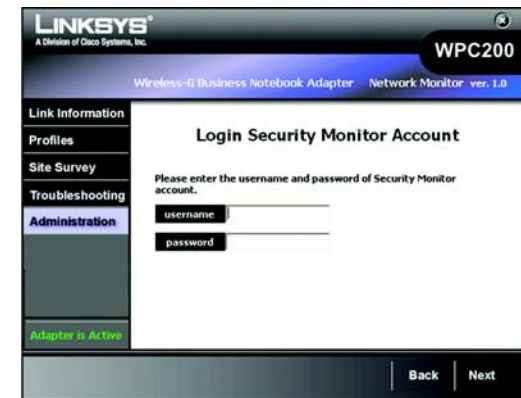 LINKSYS®
A Division of Cisco Systems, Inc.
WPC200
Wireless-G Business Notebook Adapter Network Monitor ver. 1.0
Link Information
Profiles
Site Survey
Troubleshooting
Administration
Adapter is Active
Login Security Monitor Account
Please enter the username and password of Security Monitor
account.
username
password
Back Next